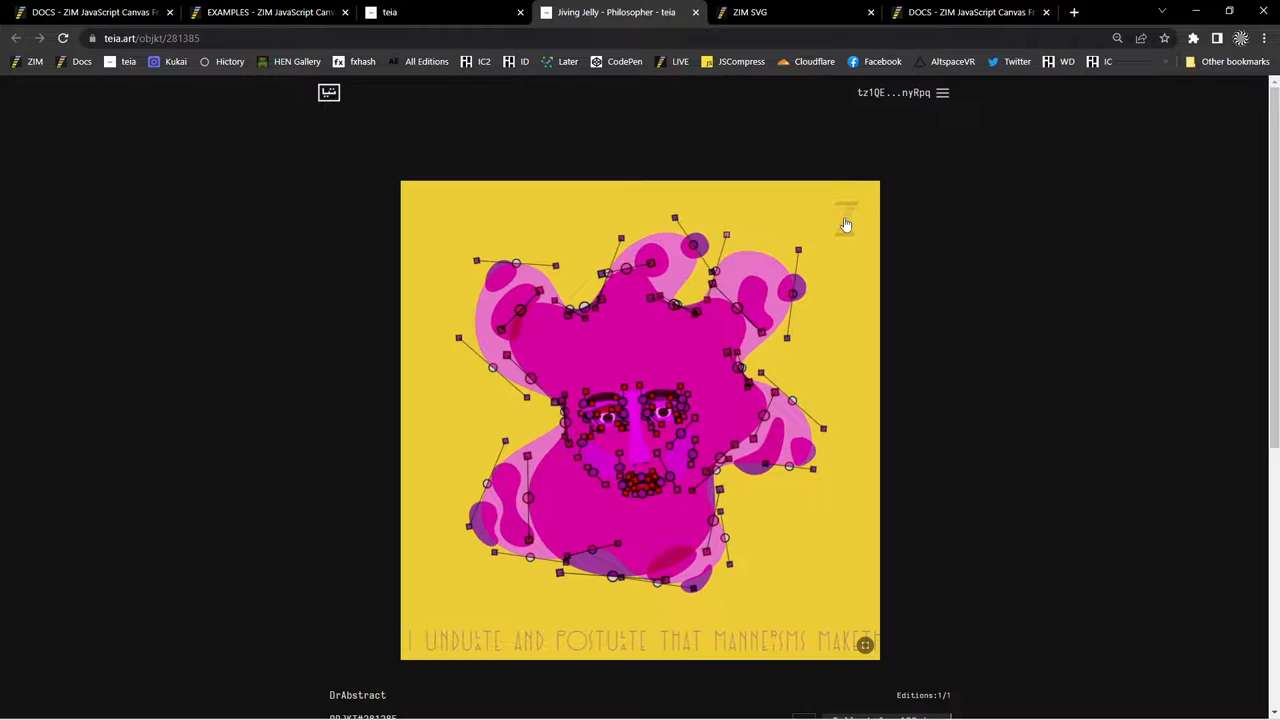 DOCS - ZIM JavaScript Canvas Fr
EXAMPLES - ZIM JavaScript Canv
teia
Jiving Jelly - Philosopher - teia
ZIM SVG
DOCS - ZIM JavaScript Canvas Fr
teia.art/objkt/281385
ZIM
Docs
teia
Kukai
Hictory
HEN Gallery
fxhash
All Editions
IC2
ID
Later
CodePen
LIVE
JSCompress
Cloudflare
Facebook
AltspaceVR
Twitter
WD
IC
Other bookmarks
tz1QE...nyRpq
Z
I UNDULATE AND POSTULATE THAT MANNERISMS MAKETH
DrAbstract
Editions:1/1
OBJKT#281385